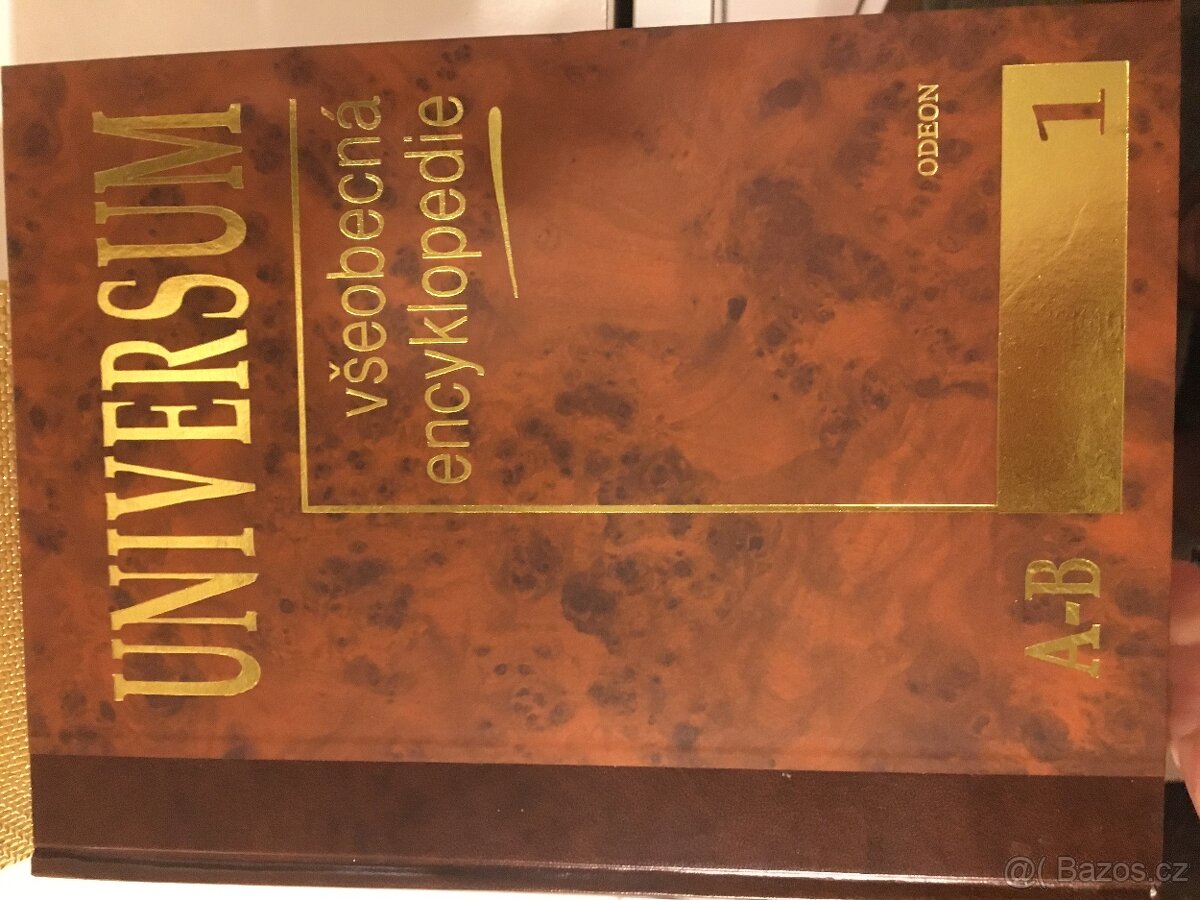 UNIVERSUM
všeobecná
encyklopedie
ODEON
A-B 1
@( Bazos.cz